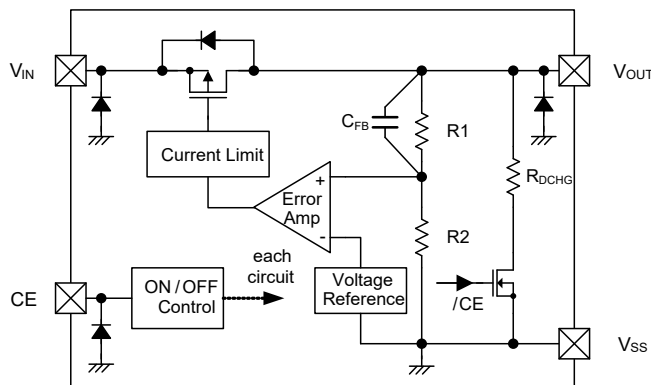 VIN
VOUT
CFB
R1
Current Limit
RDCHG
+
Error
Amp
-
R2
each
circuit
CE
ON / OFF
Control
Voltage
Reference
/CE
VSS